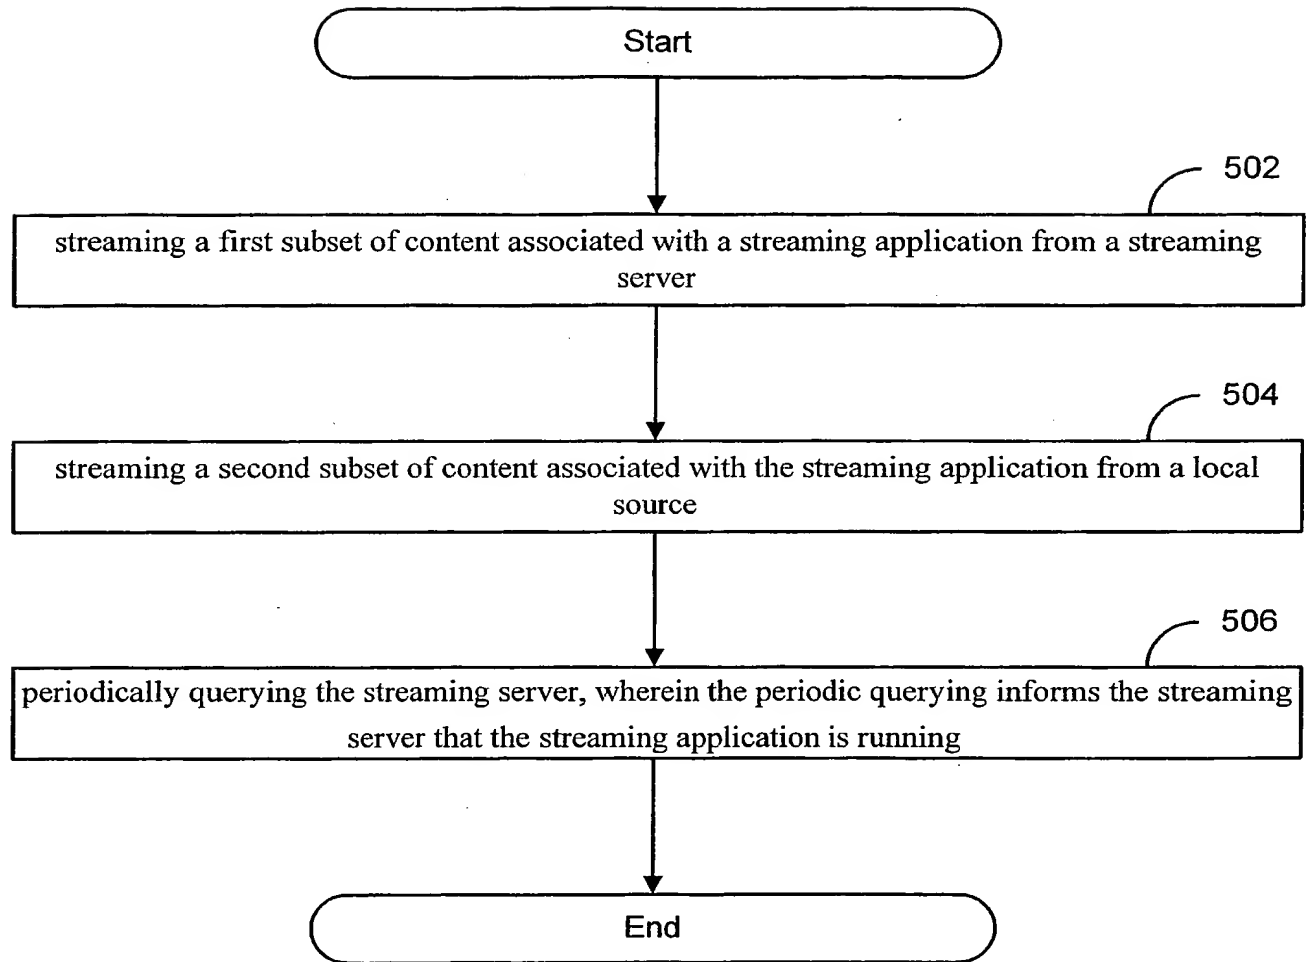 Start
502
streaming a first subset of content associated with a streaming application from a streaming
server
504
streaming a second subset of content associated with the streaming application from a local
source
506
periodically querying the streaming server, wherein the periodic querying informs the streaming
server that the streaming application is running
End